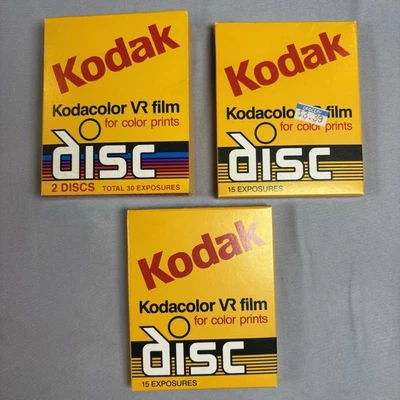 Kodak
Kodacolor VR film
for color prints
disc
2 DISCS TOTAL 30 EXPOSURES
Kodak
Kodacolor film
for color prints
disc
15 EXPOSURES
Kodak
Kodacolor VR film
for color prints
disc
15 EXPOSURES